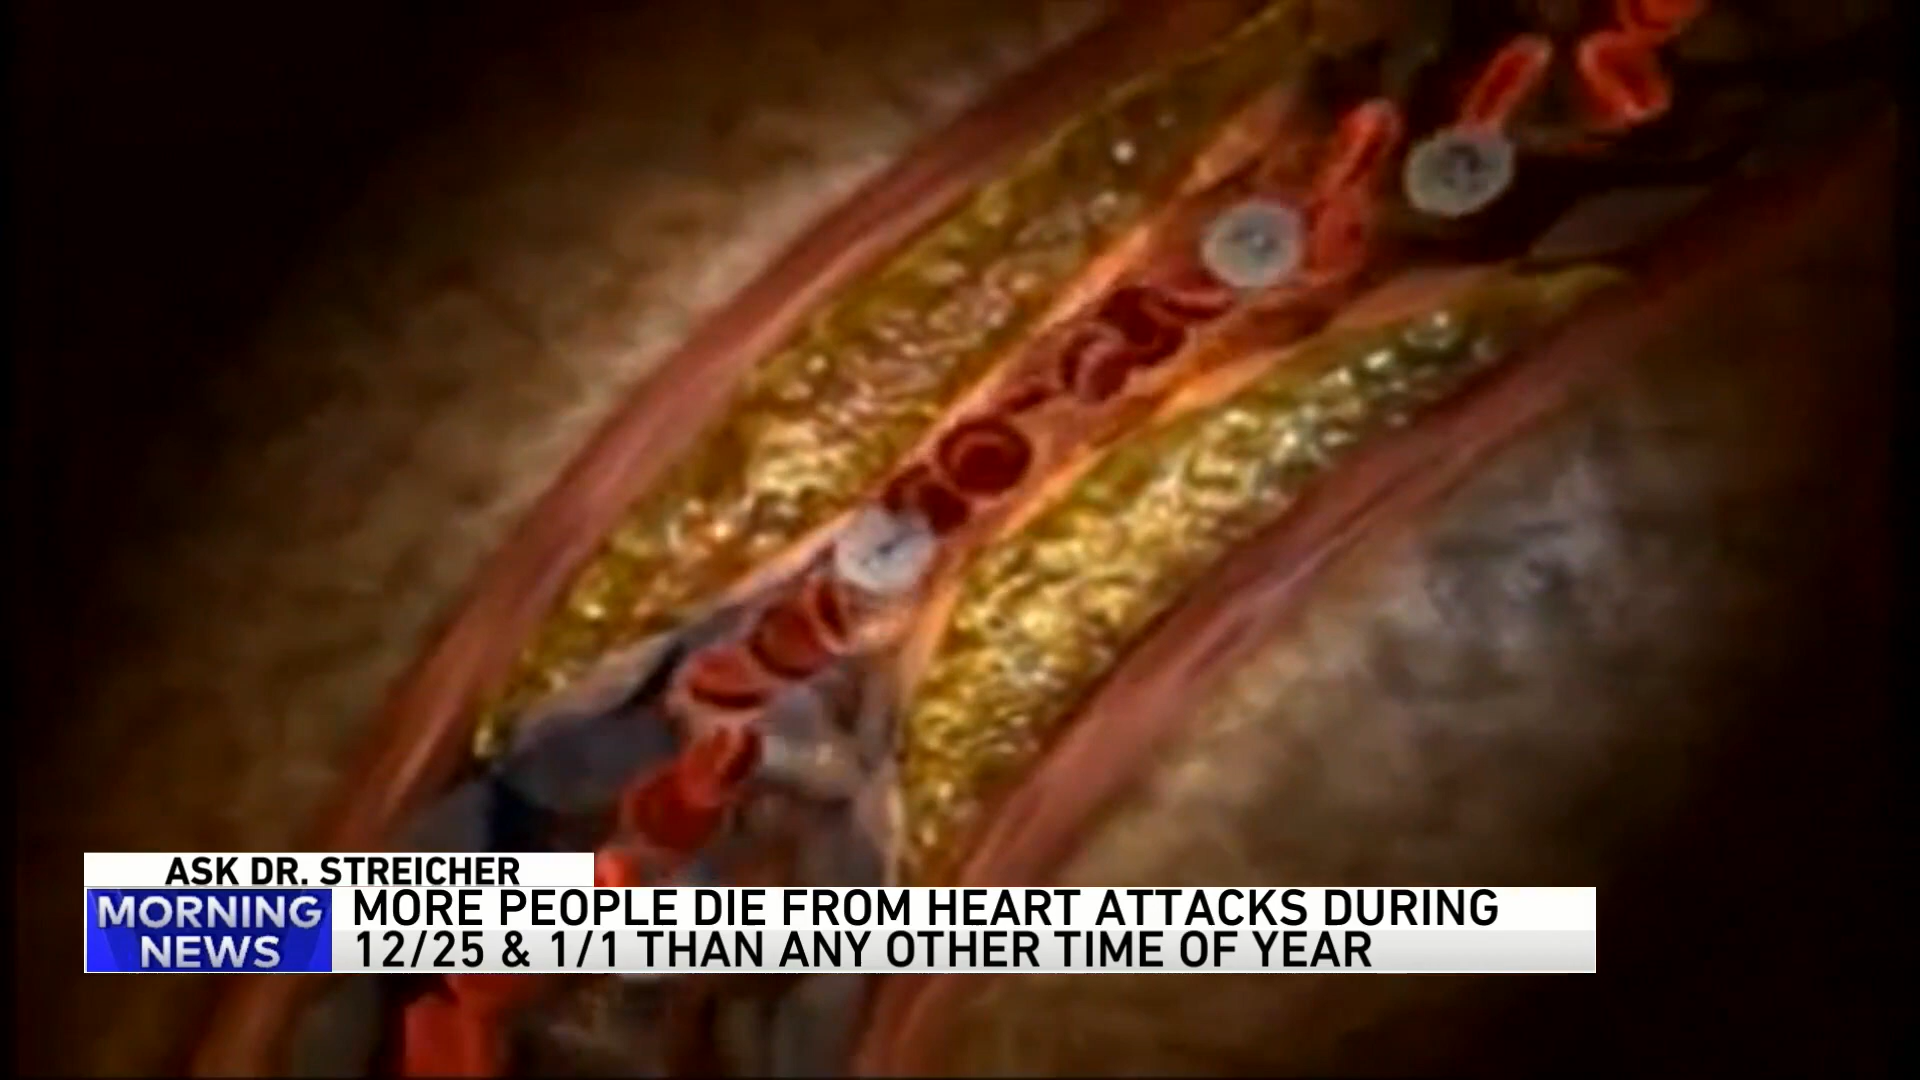 ASK DR. STREICHER
MORNING
NEWS
MORE PEOPLE DIE FROM HEART ATTACKS DURING
12/25 & 1/1 THAN ANY OTHER TIME OF YEAR